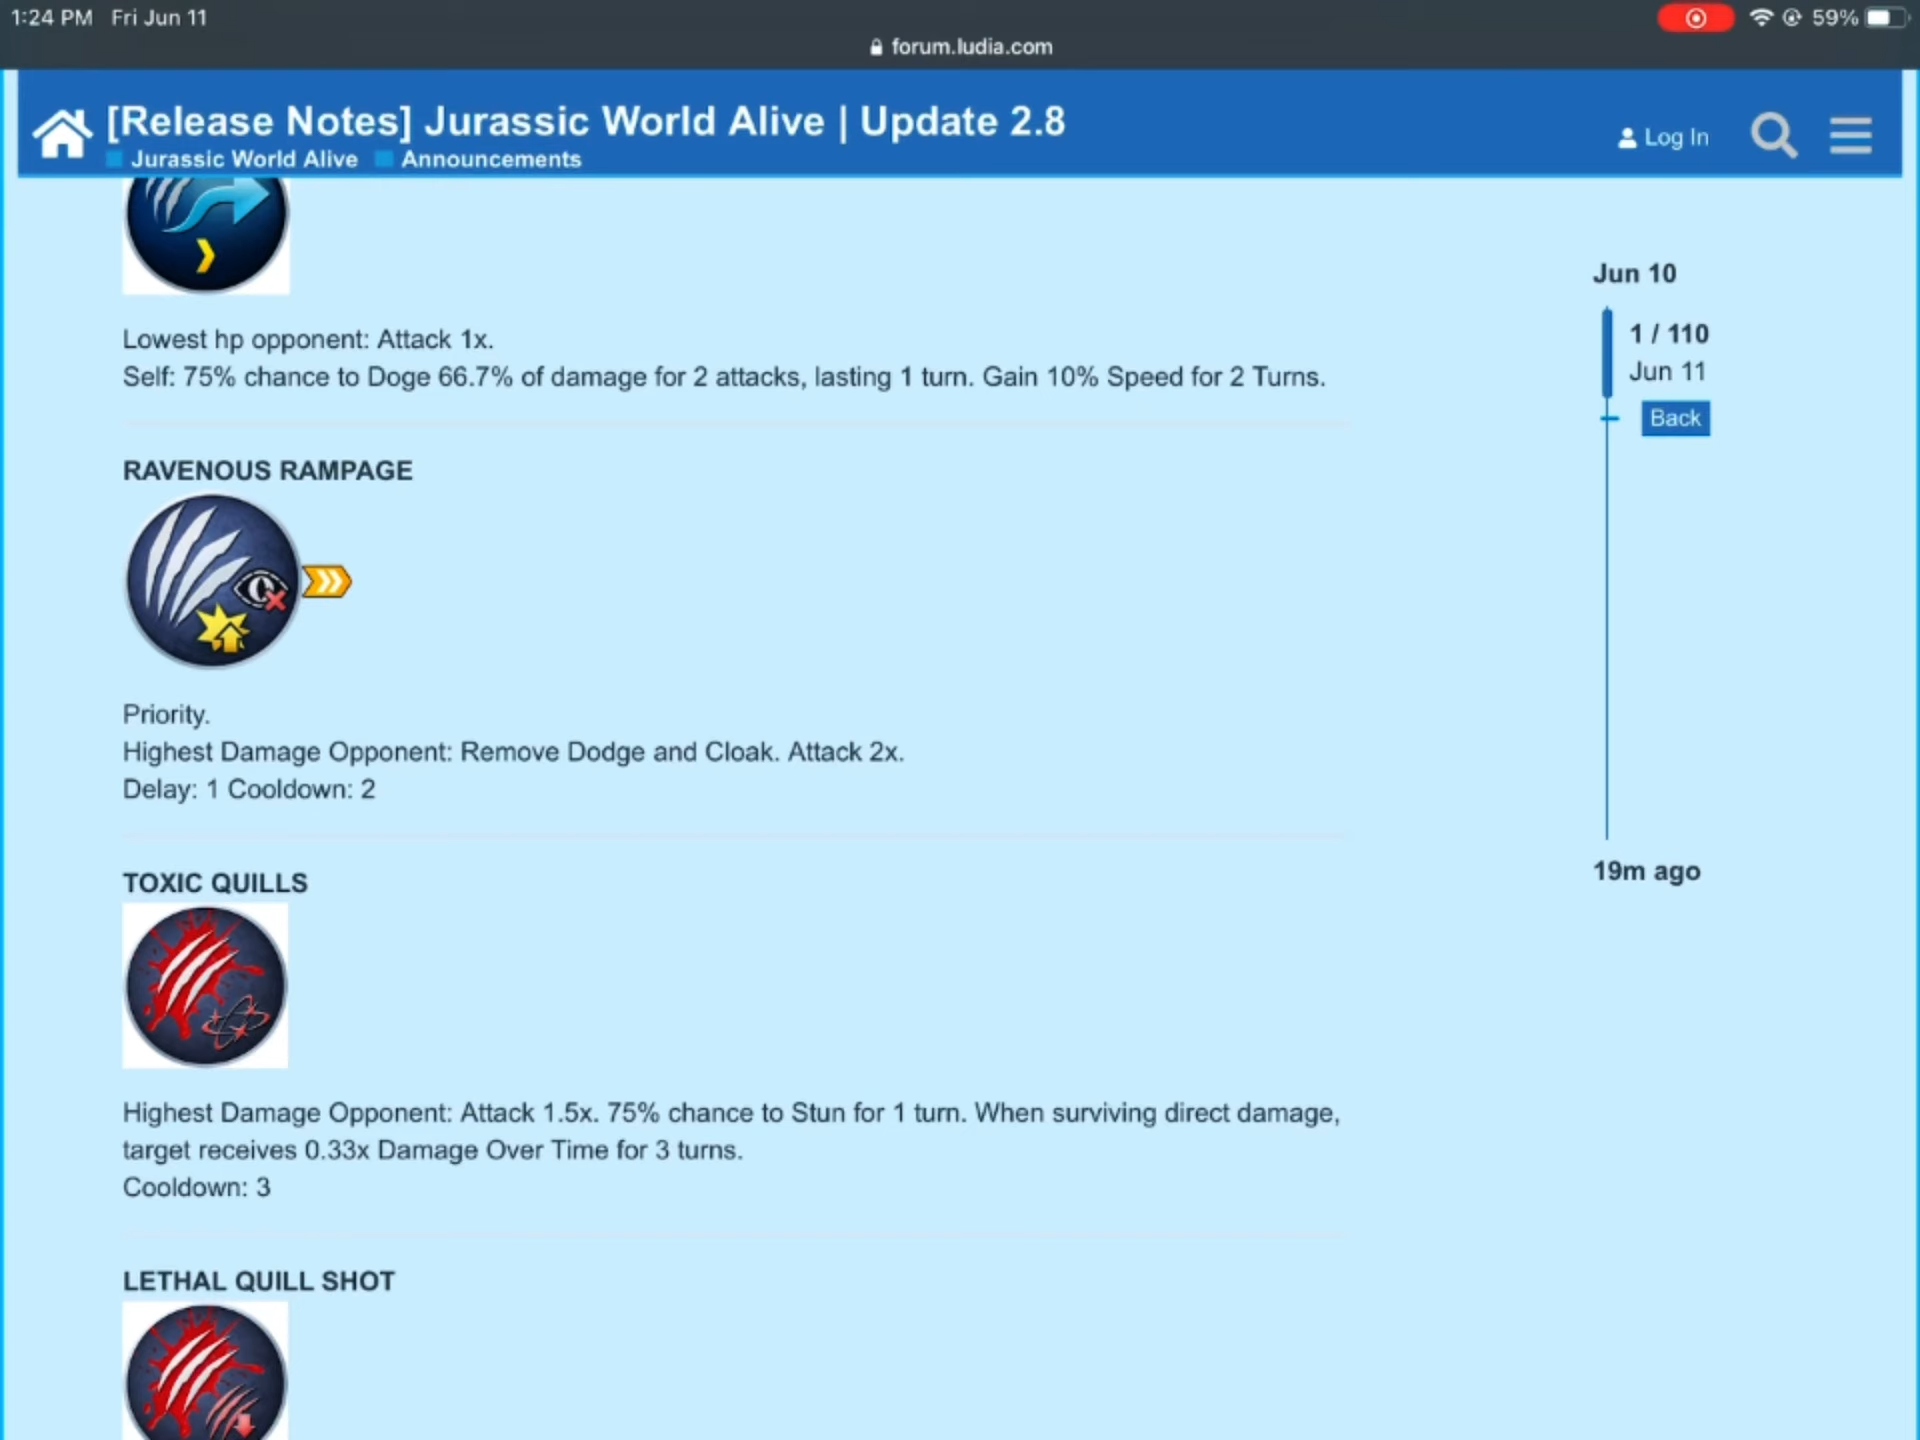 1:24 PM Fri Jun 11
59%
forum.ludia.com
[Release Notes] Jurassic World Alive | Update 2.8
Jurassic World Alive Announcements
Log In
Lowest hp opponent: Attack 1x.
Self: 75% chance to Doge 66.7% of damage for 2 attacks, lasting 1 turn. Gain 10% Speed for 2 Turns.
RAVENOUS RAMPAGE
Priority.
Highest Damage Opponent: Remove Dodge and Cloak. Attack 2x.
Delay: 1 Cooldown: 2
TOXIC QUILLS
Highest Damage Opponent: Attack 1.5x. 75% chance to Stun for 1 turn. When surviving direct damage,
target receives 0.33x Damage Over Time for 3 turns.
Cooldown: 3
LETHAL QUILL SHOT
Jun 10
1 / 110
Jun 11
Back
19m ago